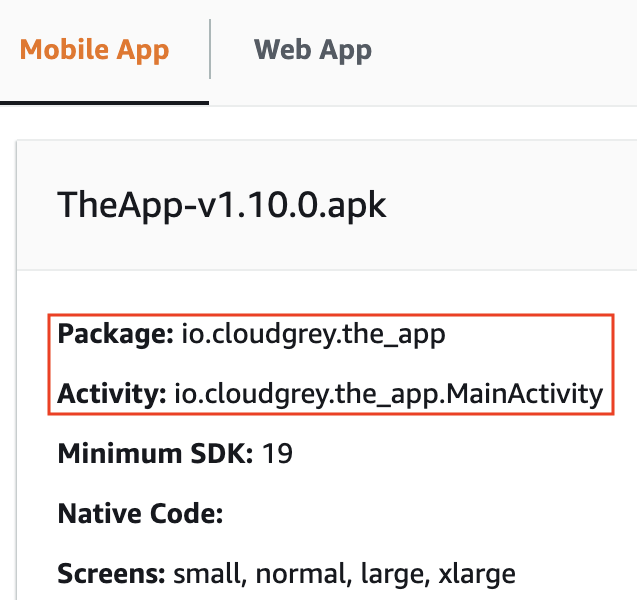 Mobile App
Web App
TheApp-v1.10.0.apk
Package: io.cloudgrey.the_app
Activity: io.cloudgrey.the_app.MainActivity
Minimum SDK: 19
Native Code:
Screens: small, normal, large, xlarge